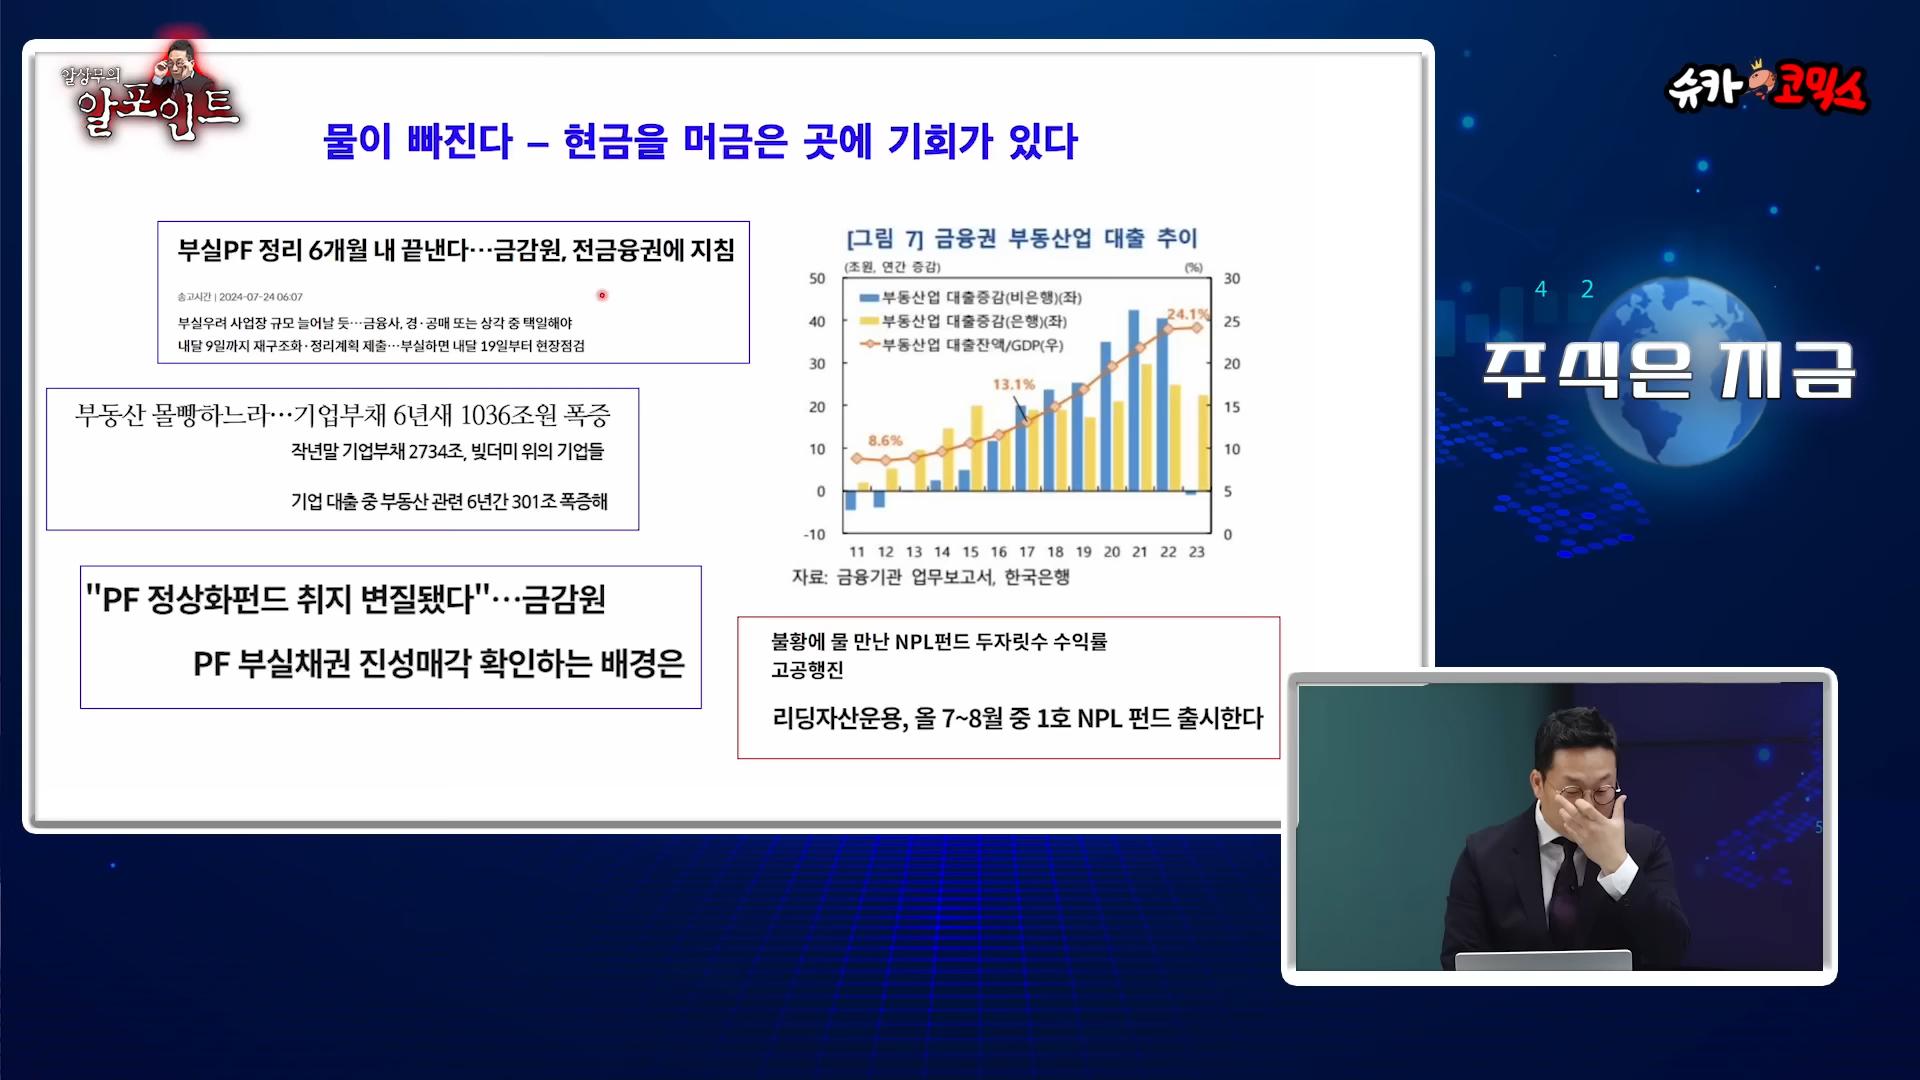 알상무의
알포인트
슈카코믹스
물이 빠진다 – 현금을 머금은 곳에 기회가 있다
부실PF 정리 6개월 내 끝낸다…금감원, 전금융권에 지침
송고시간 | 2024-07-24 06:07
부실우려 사업장 규모 늘어날 듯…금융사, 경·공매 또는 상각 중 택일해야
내달 9일까지 재구조화·정리계획 제출…부실하면 내달 19일부터 현장점검
부동산 몰빵하느라…기업부채 6년새 1036조원 폭증
작년말 기업부채 2734조, 빚더미 위의 기업들
기업 대출 중 부동산 관련 6년간 301조 폭증해
"PF 정상화펀드 취지 변질됐다"…금감원
PF 부실채권 진성매각 확인하는 배경은
[그림 7] 금융권 부동산업 대출 추이
(조원, 연간 증감)
(%)
부동산업 대출증감(비은행)(좌)
부동산업 대출증감(은행)(좌)
부동산업 대출잔액/GDP(우)
50
40
30
20
10
0
-10
30
25
20
15
10
5
0
8.6%
13.1%
24.1%
11 12 13 14 15 16 17 18 19 20 21 22 23
자료: 금융기관 업무보고서, 한국은행
불황에 물 만난 NPL펀드 두자릿수 수익률
고공행진
리딩자산운용, 올 7~8월 중 1호 NPL 펀드 출시한다
4 2
주식은 지금
5